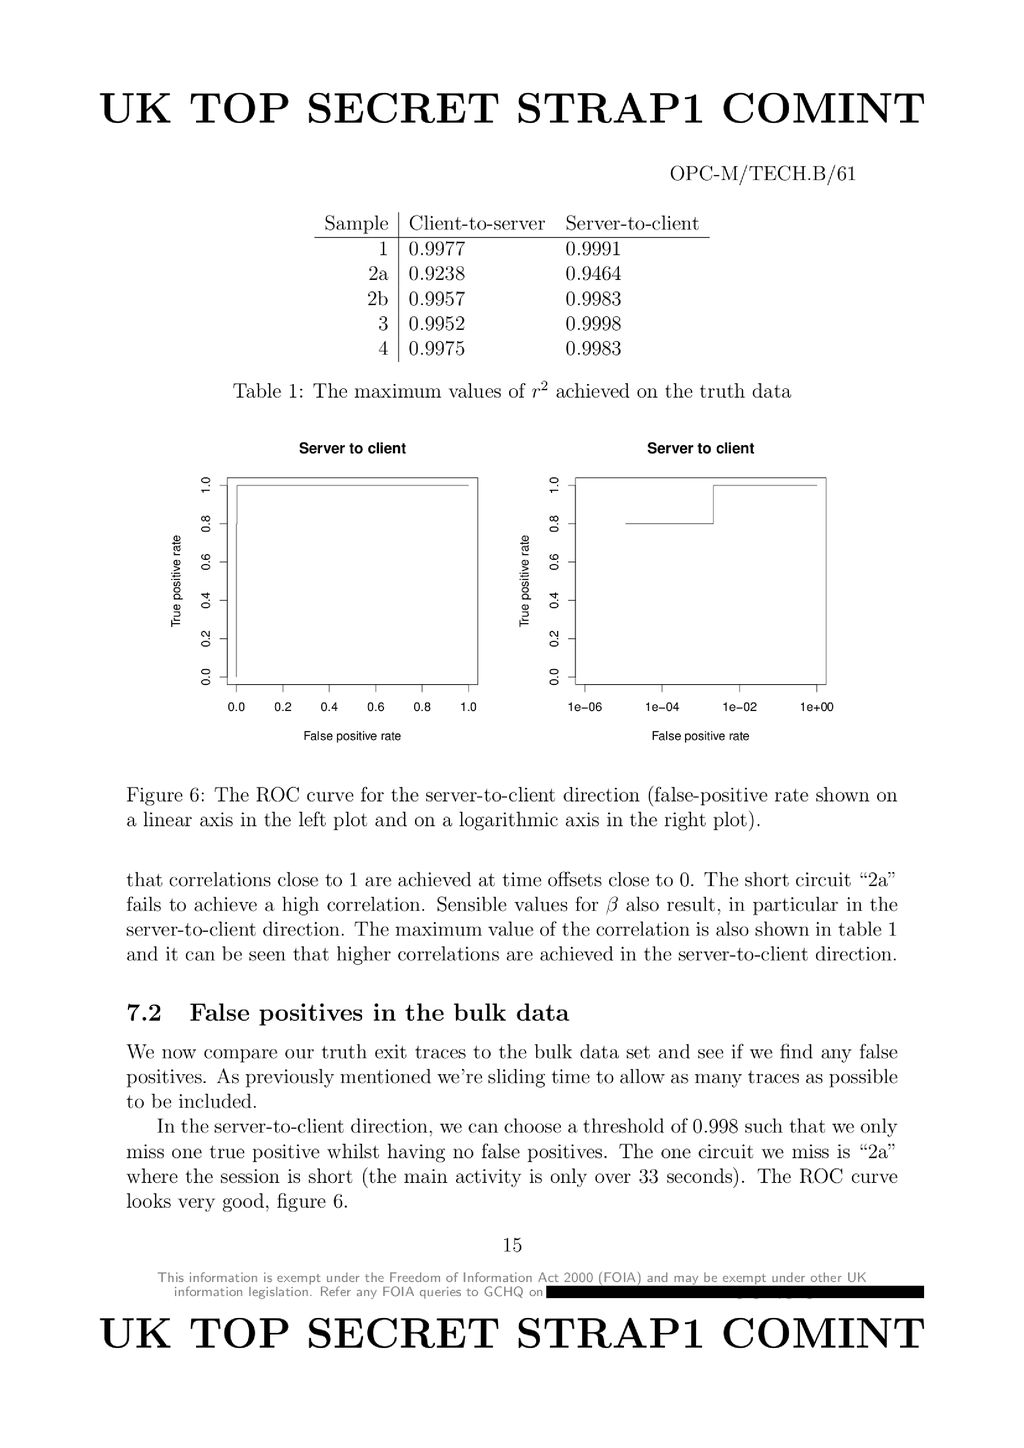 UK TOP SECRET STRAP1 COMINT
OPC-M/TECH.B/61
Sample Client-to-server Server-to-client
1 0.9977 0.9991
2a 0.9238 0.9464
2b 0.9957 0.9983
3 0.9952 0.9998
4 0.9975 0.9983
Table 1: The maximum values of r² achieved on the truth data
Server to client
True positive rate
1.0
0.8
0.6
0.4
0.2
0.0
0.0 0.2 0.4 0.6 0.8 1.0
False positive rate
Server to client
True positive rate
1.0
0.8
0.6
0.4
0.2
0.0
1e−06 1e−04 1e−02 1e+00
False positive rate
Figure 6: The ROC curve for the server-to-client direction (false-positive rate shown on
a linear axis in the left plot and on a logarithmic axis in the right plot).
that correlations close to 1 are achieved at time offsets close to 0. The short circuit “2a”
fails to achieve a high correlation. Sensible values for β also result, in particular in the
server-to-client direction. The maximum value of the correlation is also shown in table 1
and it can be seen that higher correlations are achieved in the server-to-client direction.
7.2 False positives in the bulk data
We now compare our truth exit traces to the bulk data set and see if we find any false
positives. As previously mentioned we’re sliding time to allow as many traces as possible
to be included.
In the server-to-client direction, we can choose a threshold of 0.998 such that we only
miss one true positive whilst having no false positives. The one circuit we miss is “2a”
where the session is short (the main activity is only over 33 seconds). The ROC curve
looks very good, figure 6.
15
This information is exempt under the Freedom of Information Act 2000 (FOIA) and may be exempt under other UK
information legislation. Refer any FOIA queries to GCHQ on
UK TOP SECRET STRAP1 COMINT